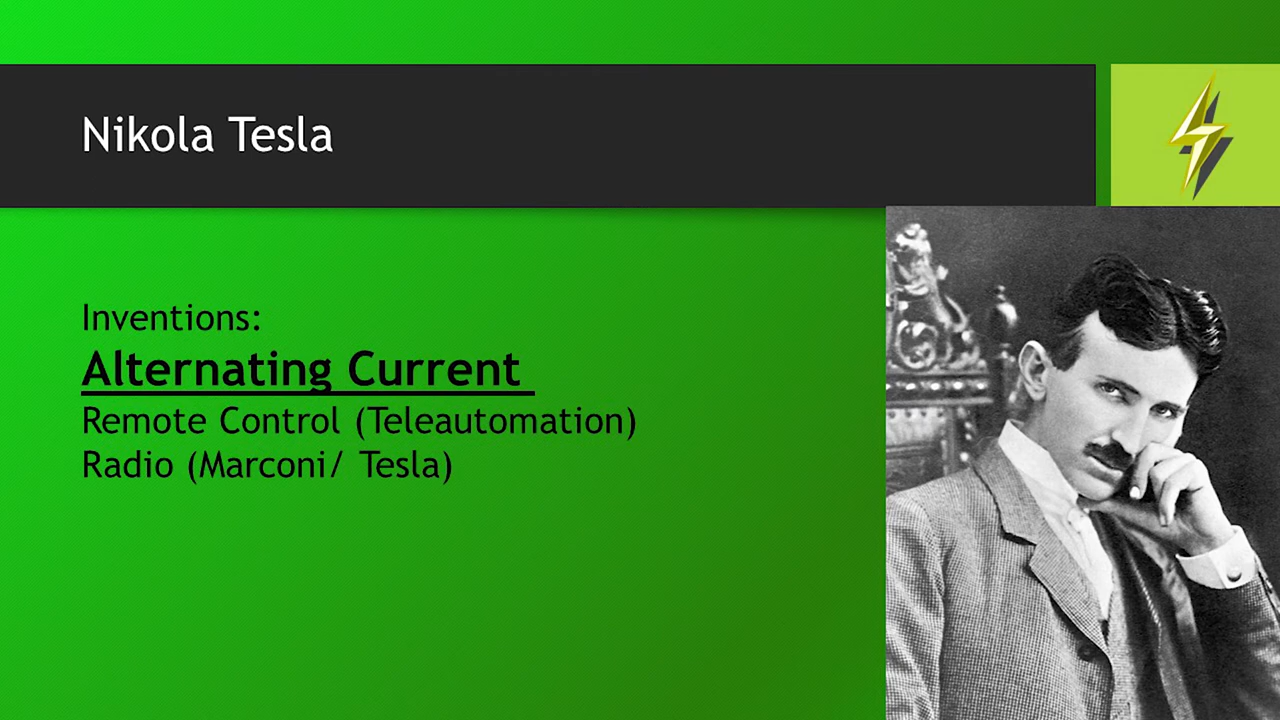 Nikola Tesla
Inventions:
Alternating Current
Remote Control (Teleautomation)
Radio (Marconi/ Tesla)